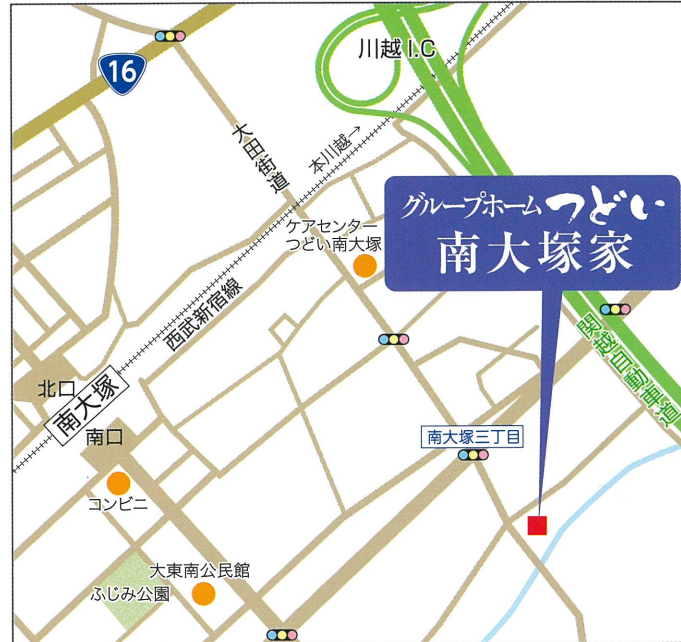 川越 I.C
16
大田街道
本川越→
グループホームつどい
南大塚家
ケアセンター
つどい南大塚
西武新宿線
関越自動車道
北口
南大塚
南口
南大塚三丁目
コンビニ
大東南公民館
ふじみ公園